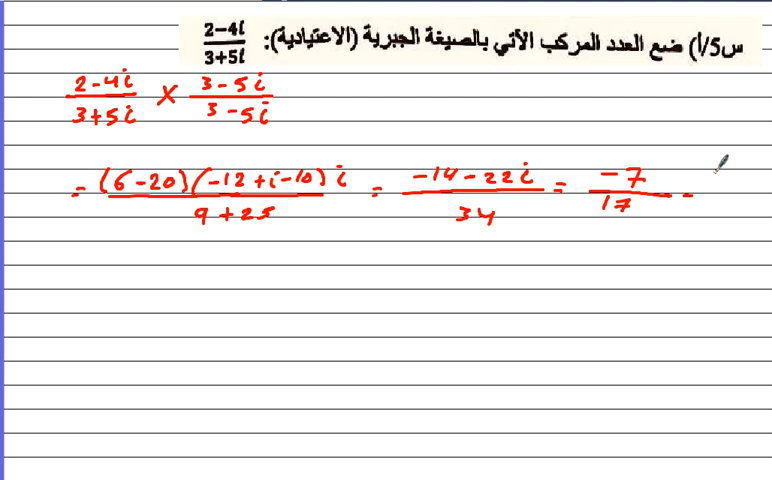 س5/أ) ضع العدد المركب الآتي بالصيغة الجبرية (الاعتيادية): 2-4i/3+5i
2-4i/3+5i × 3-5i/3-5i
= (6-20)(-12+i-10)i/9+25 = -14-22i/34 = -7/17 -